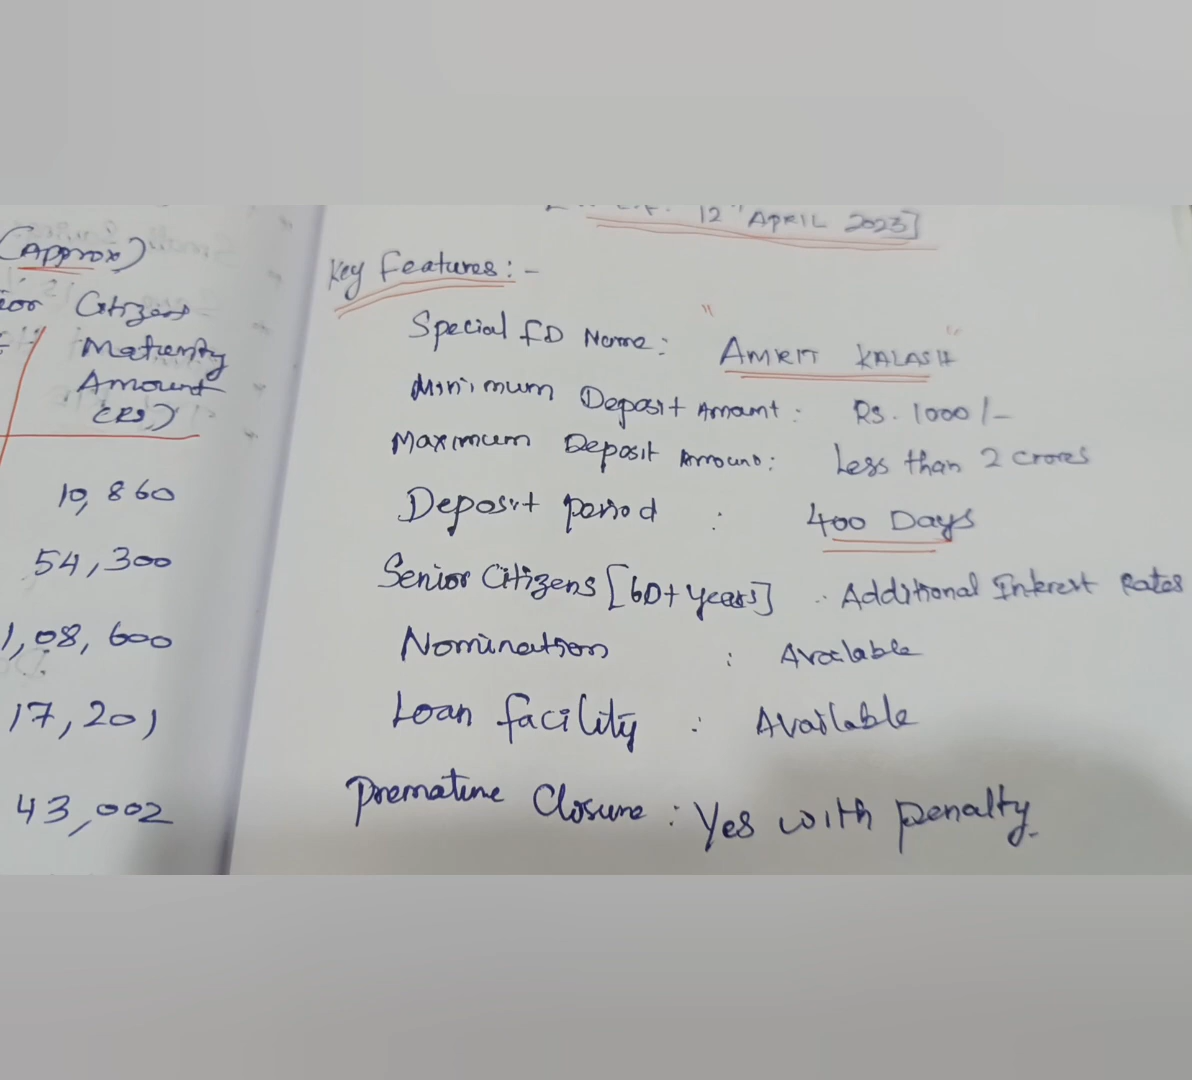 (Approx)
ior Citizen
Maturity
Amount
(RS)
10,860
54,300
1,08,600
17,201
43,002
12 APRIL 2023]
Key Features:-
Special FD Name: "AMRIT KALASH"
Minimum Deposit Amount: Rs. 1000/-
Maximum Deposit Amount: Less than 2 crores
Deposit period : 400 Days
Senior Citizens [60+ years] : Additional Interest Rates
Nomination : Available
Loan facility : Available
Premature Closure : Yes with penalty.